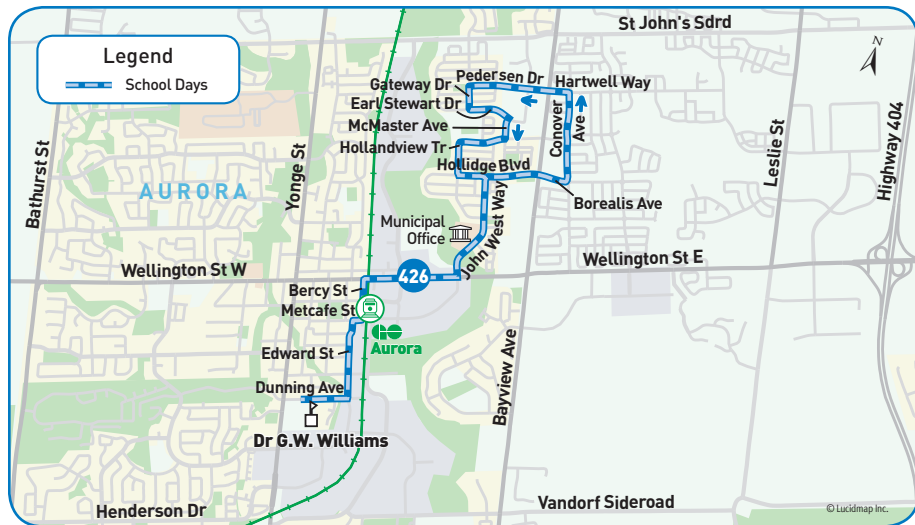 St John's Sdrd
Legend
School Days
N
Pedersen Dr
Gateway Dr
Hartwell Way
Earl Stewart Dr
McMaster Ave
Conover
Ave
Hollandview Tr
Hollidge Blvd
Borealis Ave
Bathurst St
Yonge St
Leslie St
Highway 404
AURORA
Municipal
Office
John West Way
Wellington St W
Wellington St E
426
Bercy St
Metcafe St
GO
Aurora
Edward St
Bayview Ave
Dunning Ave
Dr G.W. Williams
Henderson Dr
Vandorf Sideroad
© Lucidmap Inc.